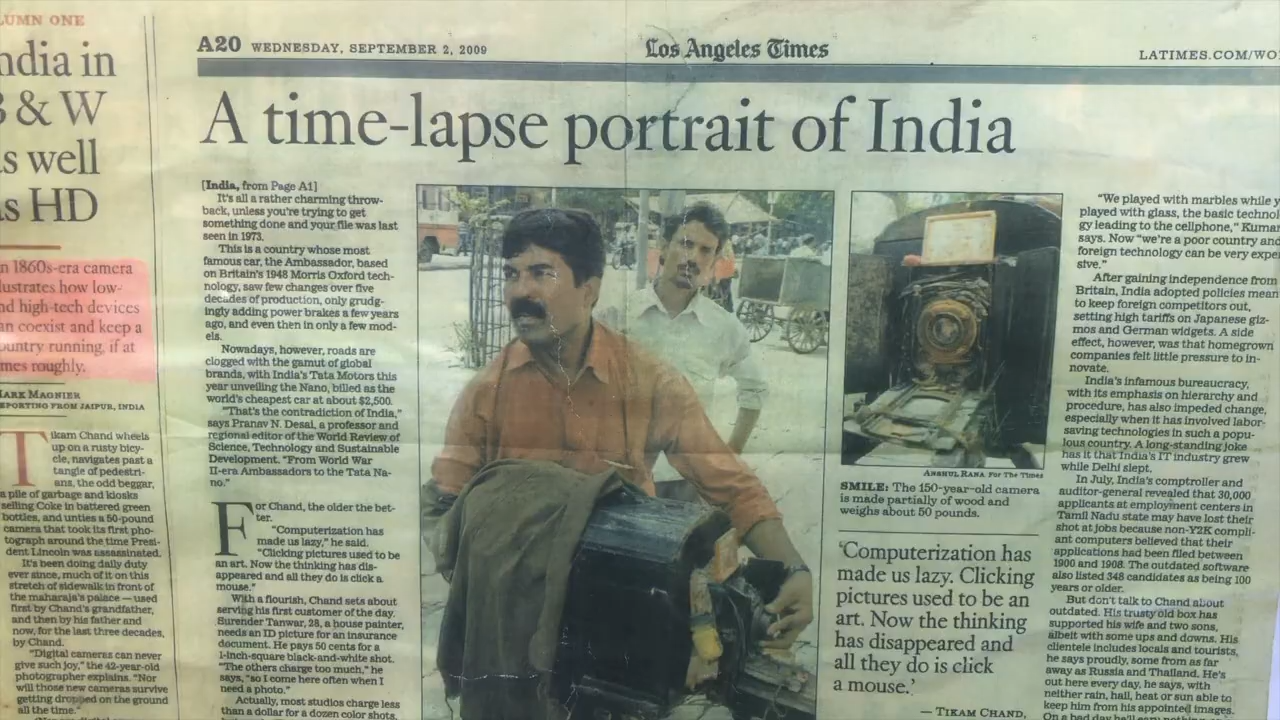 UMN ONE
ndia in
& W
s well
s HD
n 1860s-era camera
lustrates how low-
nd high-tech devices
an coexist and keep a
ountry running, if at
mes roughly.
MARK MAGNIER
EPORTING FROM JAIPUR, INDIA
Tikam Chand wheels
up on a rusty bicy-
cle, navigates past a
tangle of pedestri-
ans, the odd beggar,
a pile of garbage and kiosks
selling Coke in battered green
bottles, and unties a 50-pound
camera that took its first pho-
tograph around the time Presi-
dent Lincoln was assassinated.
It's been doing daily duty
ever since, much of it on this
stretch of sidewalk in front of
the maharaja's palace — used
first by Chand's grandfather,
and then by his father and
now, for the last three decades,
by Chand.
"Digital cameras can never
give such joy," the 42-year-old
photographer explains. "Nor
will those new cameras survive
getting dropped on the ground
all the time."
A20 WEDNESDAY, SEPTEMBER 2, 2009
Los Angeles Times
LATIMES.COM/WO
A time-lapse portrait of India
[India, from Page A1]
It's all a rather charming throw-
back, unless you're trying to get
something done and your file was last
seen in 1973.
This is a country whose most
famous car, the Ambassador, based
on Britain's 1948 Morris Oxford tech-
nology, saw few changes over five
decades of production, only grudg-
ingly adding power brakes a few years
ago, and even then in only a few mod-
els.
Nowadays, however, roads are
clogged with the gamut of global
brands, with India's Tata Motors this
year unveiling the Nano, billed as the
world's cheapest car at about $2,500.
"That's the contradiction of India,"
says Pranav N. Desai, a professor and
regional editor of the World Review of
Science, Technology and Sustainable
Development. "From World War
II-era Ambassadors to the Tata Na-
no."
For Chand, the older the bet-
ter.
"Computerization has
made us lazy," he said.
"Clicking pictures used to be
an art. Now the thinking has dis-
appeared and all they do is click a
mouse."
With a flourish, Chand sets about
serving his first customer of the day.
Surender Tanwar, 28, a house painter,
needs an ID picture for an insurance
document. He pays 50 cents for a
1-inch-square black-and-white shot.
"The others charge too much," he
says, "so I come here often when I
need a photo."
Actually, most studios charge less
than a dollar for a dozen color shots,
ANSHUL RANA For The Times
SMILE: The 150-year-old camera
is made partially of wood and
weighs about 50 pounds.
'Computerization has
made us lazy. Clicking
pictures used to be an
art. Now the thinking
has disappeared and
all they do is click
a mouse.'
— TIKAM CHAND,
"We played with marbles while y
played with glass, the basic technol
gy leading to the cellphone," Kumar
says. Now "we're a poor country and
foreign technology can be very expe
sive."
After gaining independence from
Britain, India adopted policies mean
to keep foreign competitors out,
setting high tariffs on Japanese giz-
mos and German widgets. A side
effect, however, was that homegrown
companies felt little pressure to in-
novate.
India's infamous bureaucracy,
with its emphasis on hierarchy and
procedure, has also impeded change,
especially when it has involved labor-
saving technologies in such a popu-
lous country. A long-standing joke
has it that India's IT industry grew
while Delhi slept.
In July, India's comptroller and
auditor-general revealed that 30,000
applicants at employment centers in
Tamil Nadu state may have lost their
shot at jobs because non-Y2K compli-
ant computers believed that their
applications had been filed between
1900 and 1908. The outdated software
also listed 348 candidates as being 100
years or older.
But don't talk to Chand about
outdated. His trusty old box has
supported his wife and two sons,
albeit with some ups and downs. His
clientele includes locals and tourists,
he says proudly, some from as far
away as Russia and Thailand. He's
out here every day, he says, with
neither rain, hail, heat or sun able to
keep him from his appointed images.